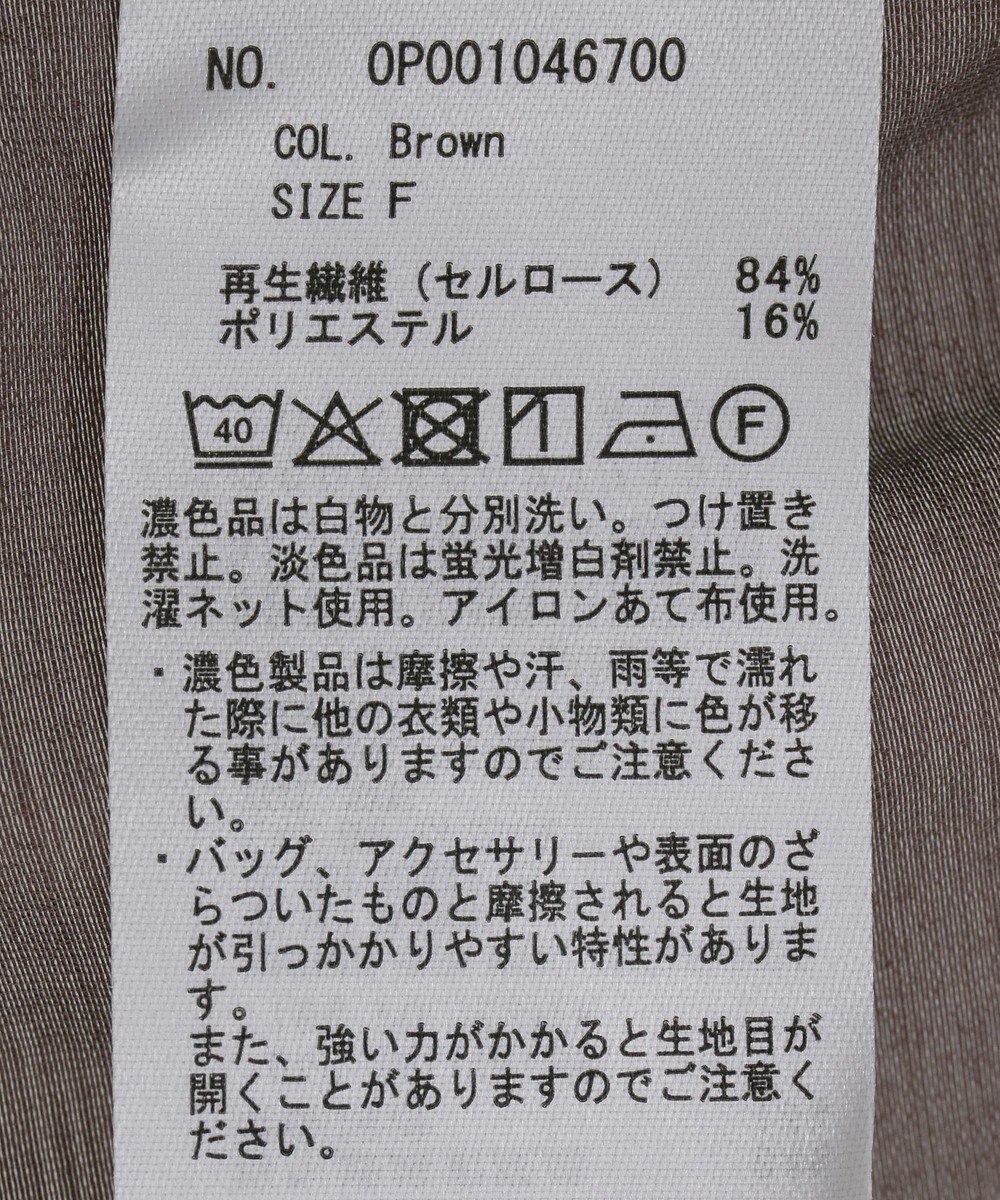 NO. 0P001046700
COL. Brown
SIZE F
再生繊維（セルロース） 84%
ポリエステル 16%
40 F
濃色品は白物と分別洗い。つけ置き
禁止。淡色品は蛍光増白剤禁止。洗
濯ネット使用。アイロンあて布使用。
・濃色製品は摩擦や汗、雨等で濡れ
た際に他の衣類や小物類に色が移
る事がありますのでご注意くださ
い。
・バッグ、アクセサリーや表面のざ
らついたものと摩擦されると生地
が引っかかりやすい特性がありま
す。
また、強い力がかかると生地目が
開くことがありますのでご注意く
ださい。